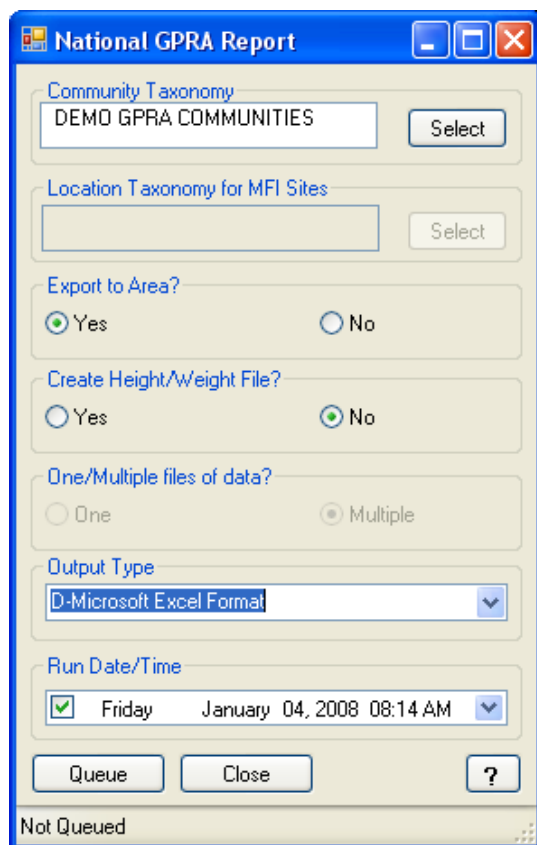 National GPRA Report
Community Taxonomy
DEMO GPRA COMMUNITIES
Select
Location Taxonomy for MFI Sites
Select
Export to Area?
Yes No
Create Height/Weight File?
Yes No
One/Multiple files of data?
One Multiple
Output Type
D-Microsoft Excel Format
Run Date/Time
Friday January 04, 2008 08:14 AM
Queue Close ?
Not Queued